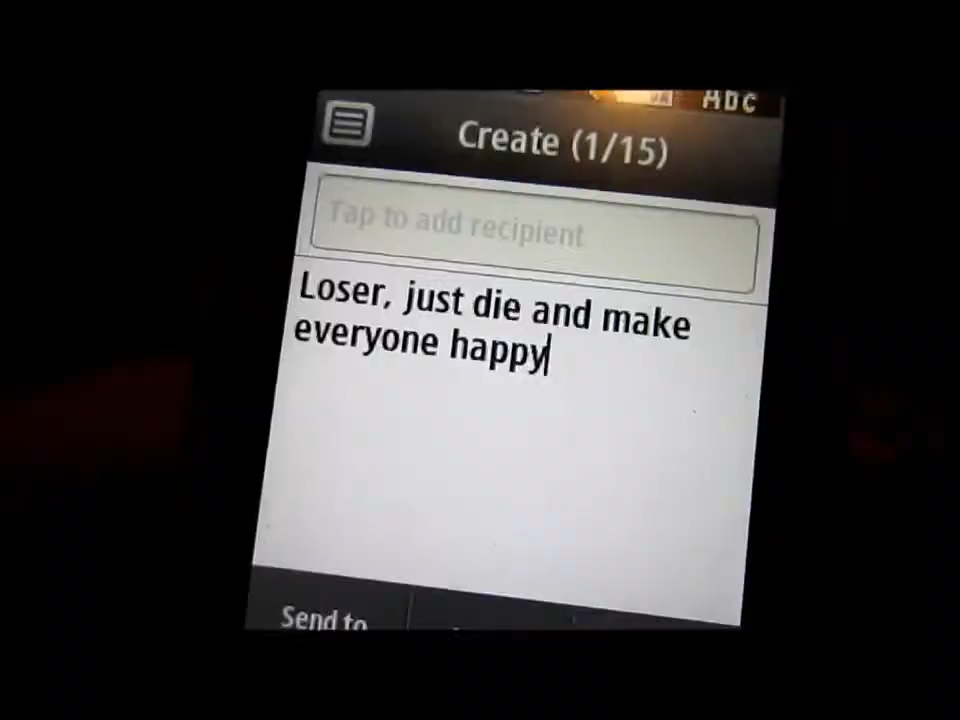 Abc
Create (1/15)
Tap to add recipient
Loser, just die and make
everyone happy
Send to